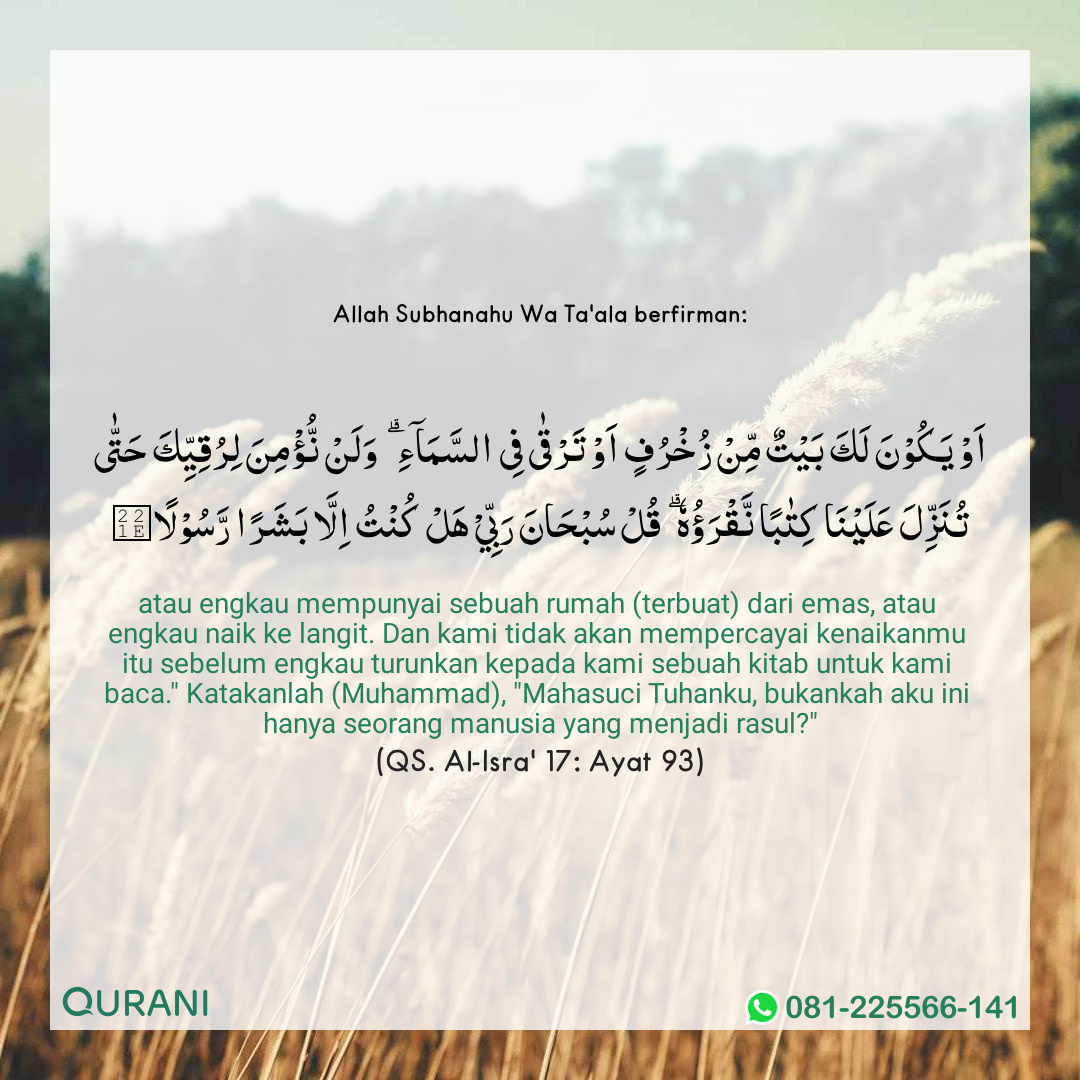 Allah Subhanahu Wa Ta'ala berfirman:
اَوْ يَكُوْنَ لَكَ بَيْتٌ مِّنْ زُخْرُفٍ اَوْ تَرْقٰى فِى السَّمَآءِ ۗ وَلَنْ نُّؤْمِنَ لِرُقِيِّكَ حَتّٰى
تُنَزِّلَ عَلَيْنَا كِتٰبًا نَّقْرَؤُهٗ ۗ قُلْ سُبْحَانَ رَبِّيْ هَلْ كُنْتُ اِلَّا بَشَرًا رَّسُوْلًا
atau engkau mempunyai sebuah rumah (terbuat) dari emas, atau
engkau naik ke langit. Dan kami tidak akan mempercayai kenaikanmu
itu sebelum engkau turunkan kepada kami sebuah kitab untuk kami
baca." Katakanlah (Muhammad), "Mahasuci Tuhanku, bukankah aku ini
hanya seorang manusia yang menjadi rasul?"
(QS. Al-Isra' 17: Ayat 93)
QURANI
081-225566-141